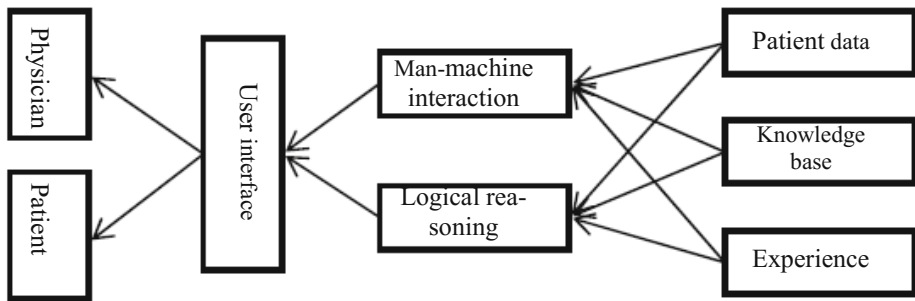 Physician
Patient
User interface
Man-machine
interaction
Logical rea-
soning
Patient data
Knowledge
base
Experience